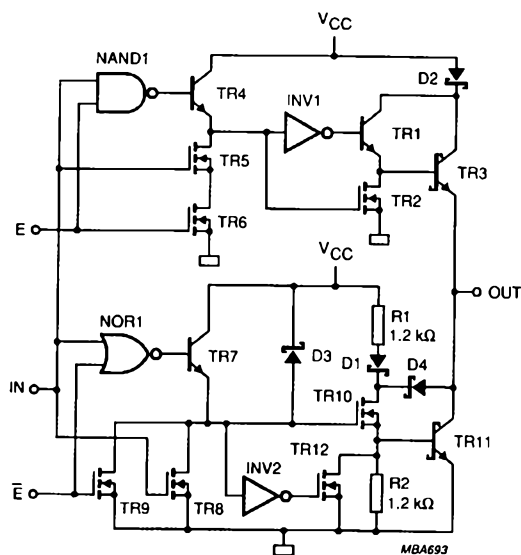 VCC
NAND1
D2
TR4
INV1
TR1
TR3
TR5
TR2
E
TR6
VCC
OUT
NOR1
R1
1.2 kΩ
TR7
D3
D1
D4
IN
TR10
TR11
TR12
INV2
R2
1.2 kΩ
E̅
TR9
TR8
MBA693